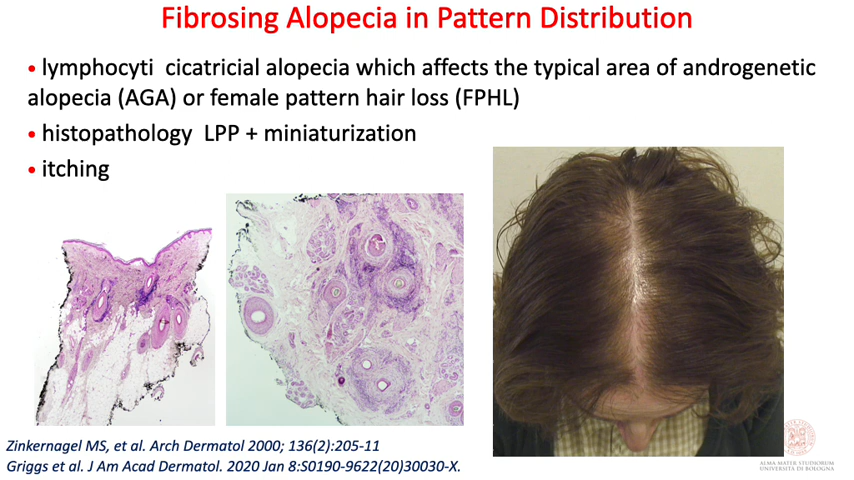 Fibrosing Alopecia in Pattern Distribution
• lymphocyti cicatricial alopecia which affects the typical area of androgenetic
alopecia (AGA) or female pattern hair loss (FPHL)
• histopathology LPP + miniaturization
• itching
Zinkernagel MS, et al. Arch Dermatol 2000; 136(2):205-11
Griggs et al. J Am Acad Dermatol. 2020 Jan 8:S0190-9622(20)30030-X.
ALMA MATER STUDIORUM
UNIVERSITÀ DI BOLOGNA